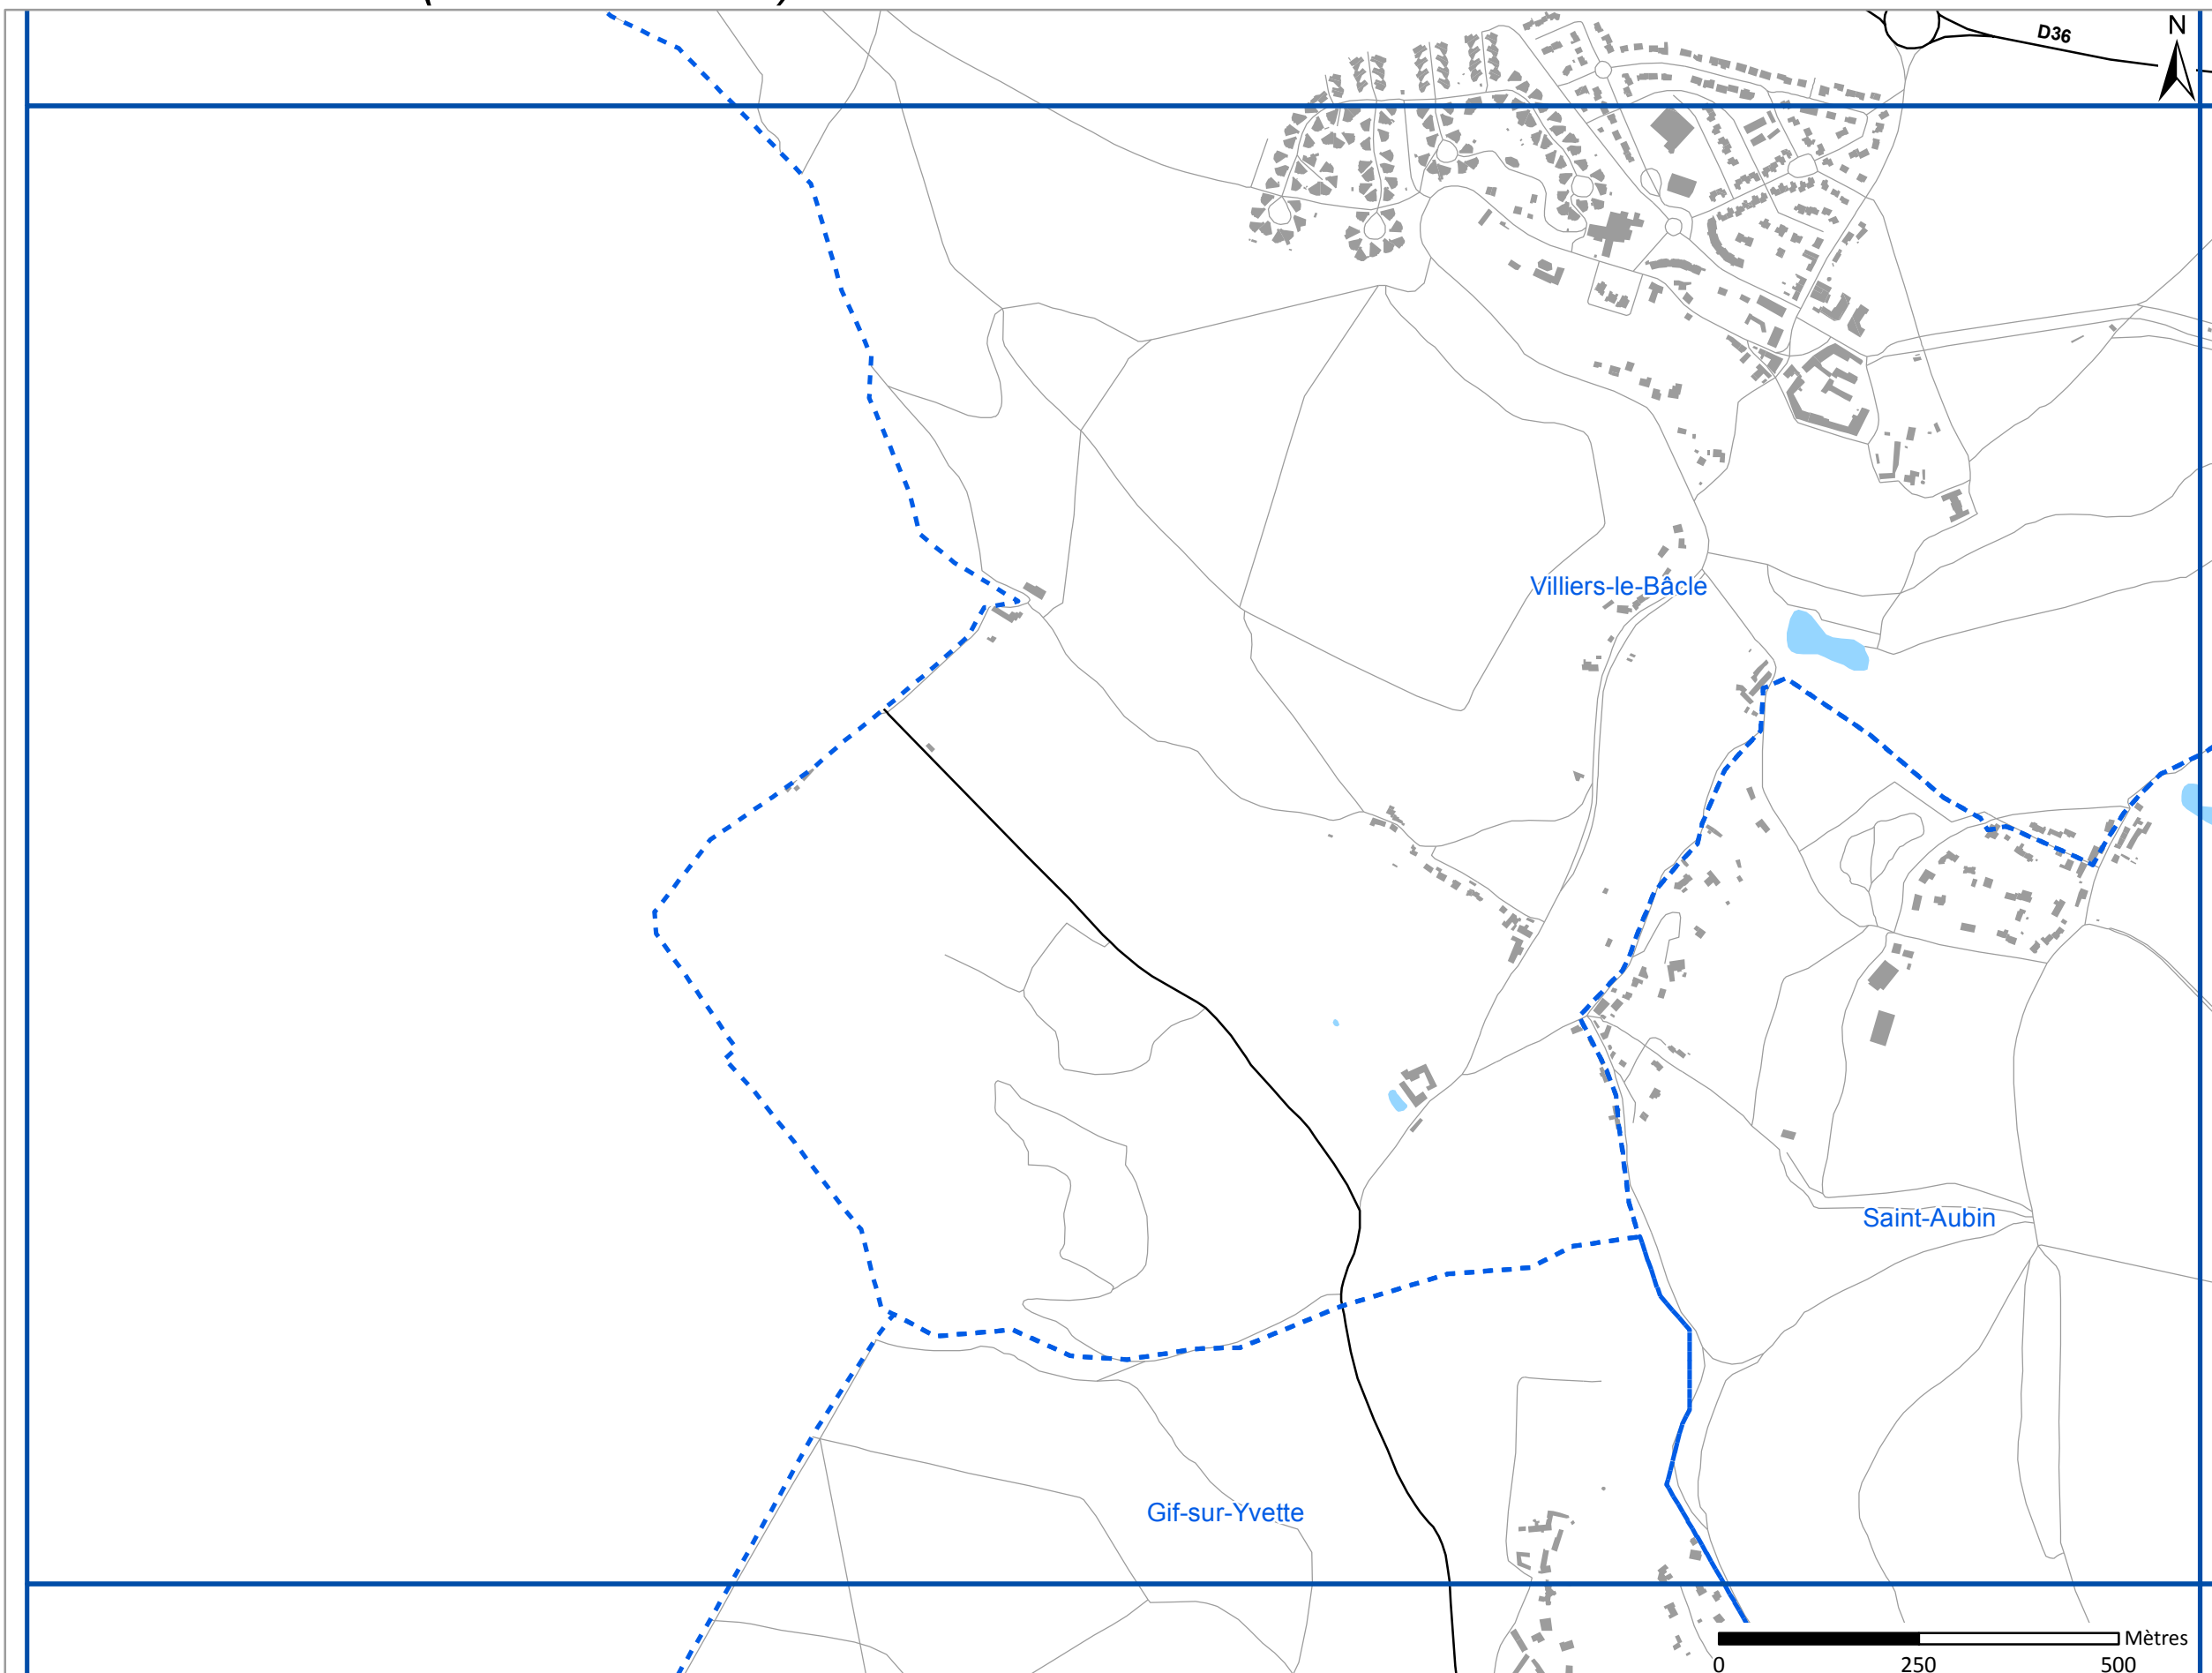 D36
N
Villiers-le-Bâcle
Saint-Aubin
Gif-sur-Yvette
Mètres
0 250 500